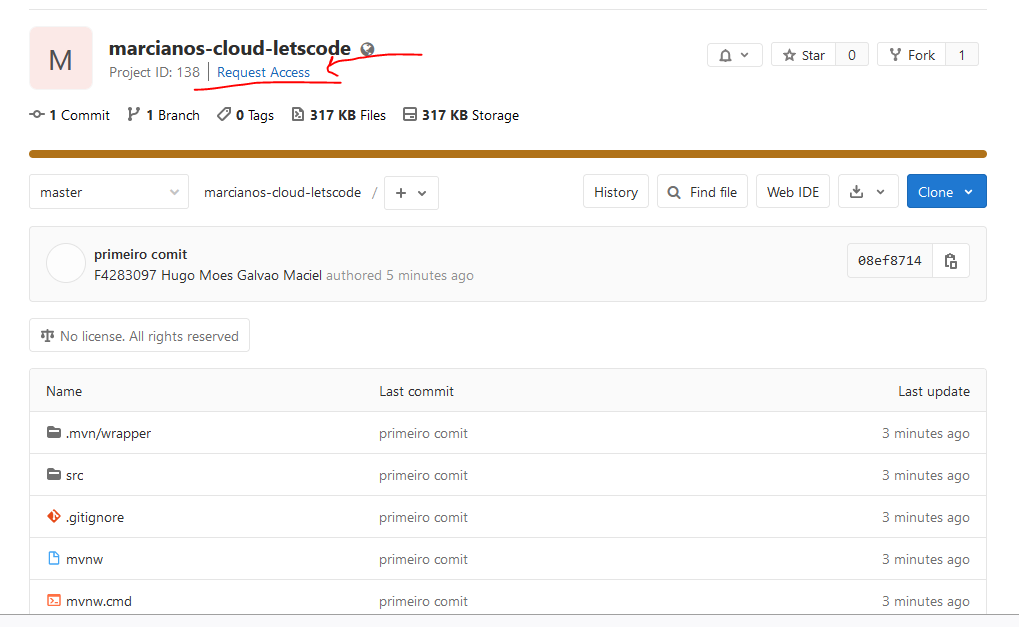 M
marcianos-cloud-letscode
Project ID: 138 Request Access
Star 0 Fork 1
1 Commit 1 Branch 0 Tags 317 KB Files 317 KB Storage
master marcianos-cloud-letscode / + History Find file Web IDE Clone
primeiro comit
F4283097 Hugo Moes Galvao Maciel authored 5 minutes ago
08ef8714
No license. All rights reserved
Name Last commit Last update
.mvn/wrapper primeiro comit 3 minutes ago
src primeiro comit 3 minutes ago
.gitignore primeiro comit 3 minutes ago
mvnw primeiro comit 3 minutes ago
mvnw.cmd primeiro comit 3 minutes ago